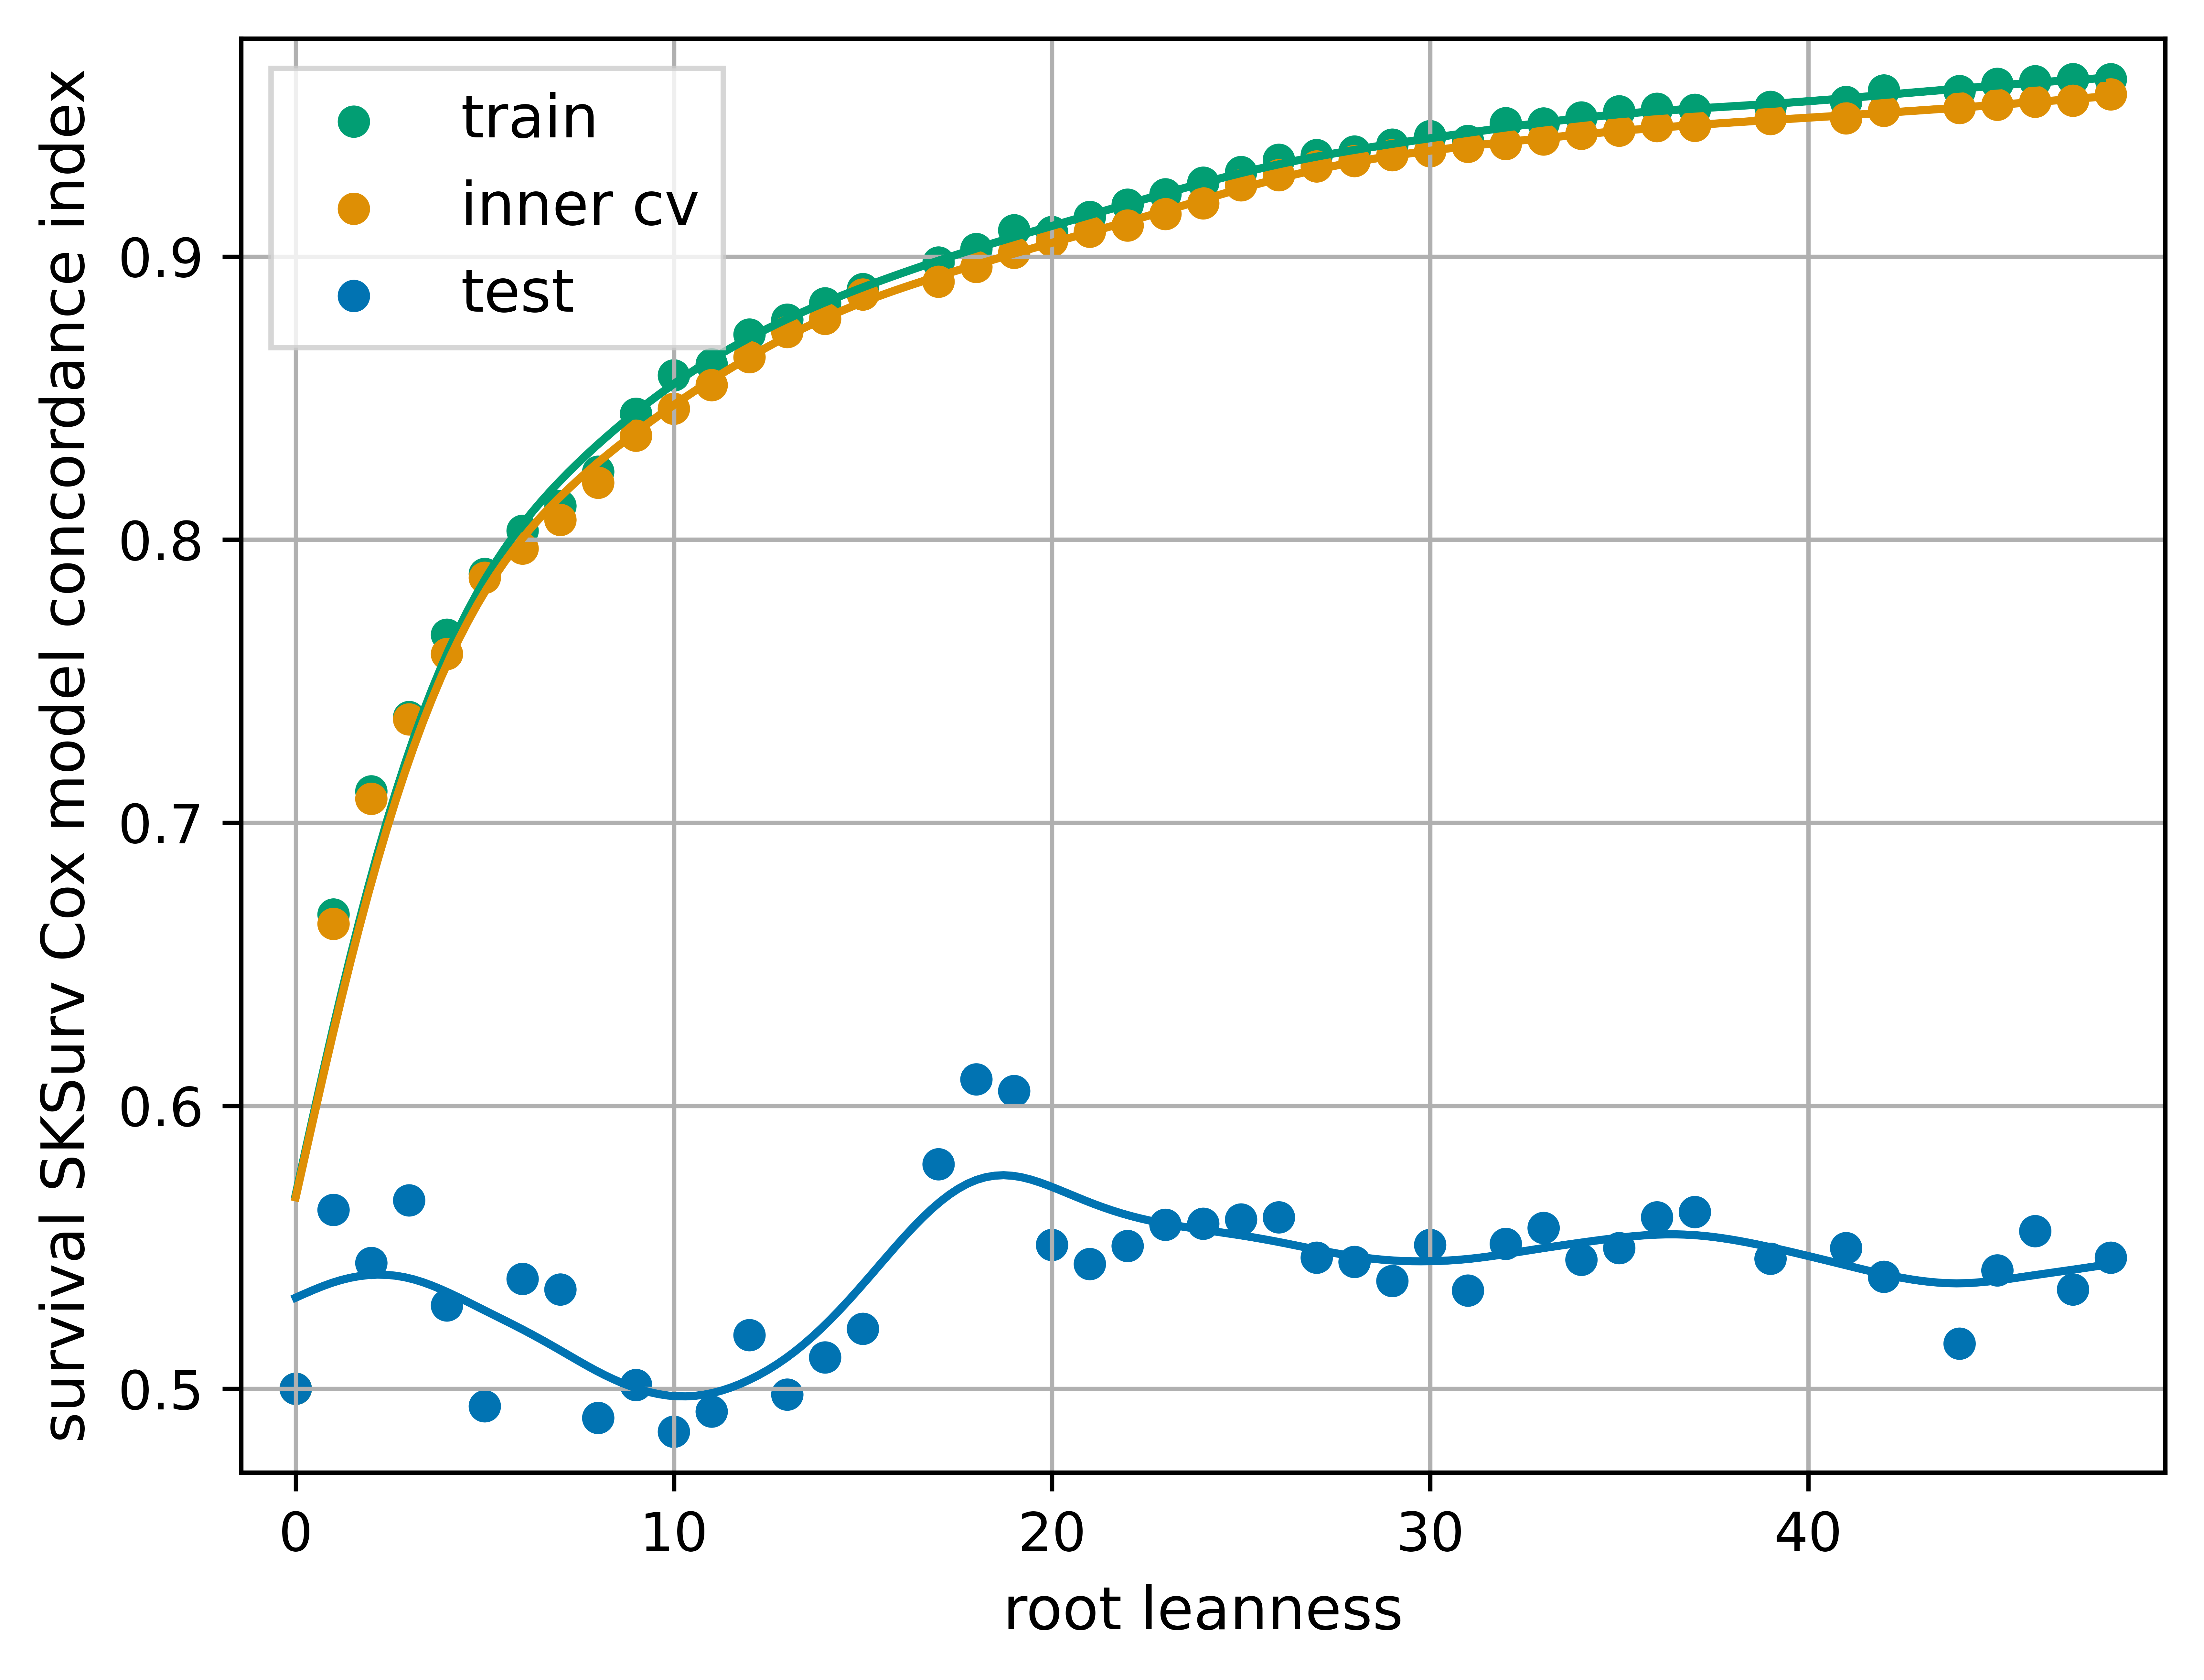 survival SKSurv Cox model concordance index
train
inner cv
test
0.9
0.8
0.7
0.6
0.5
0 10 20 30 40
root leanness